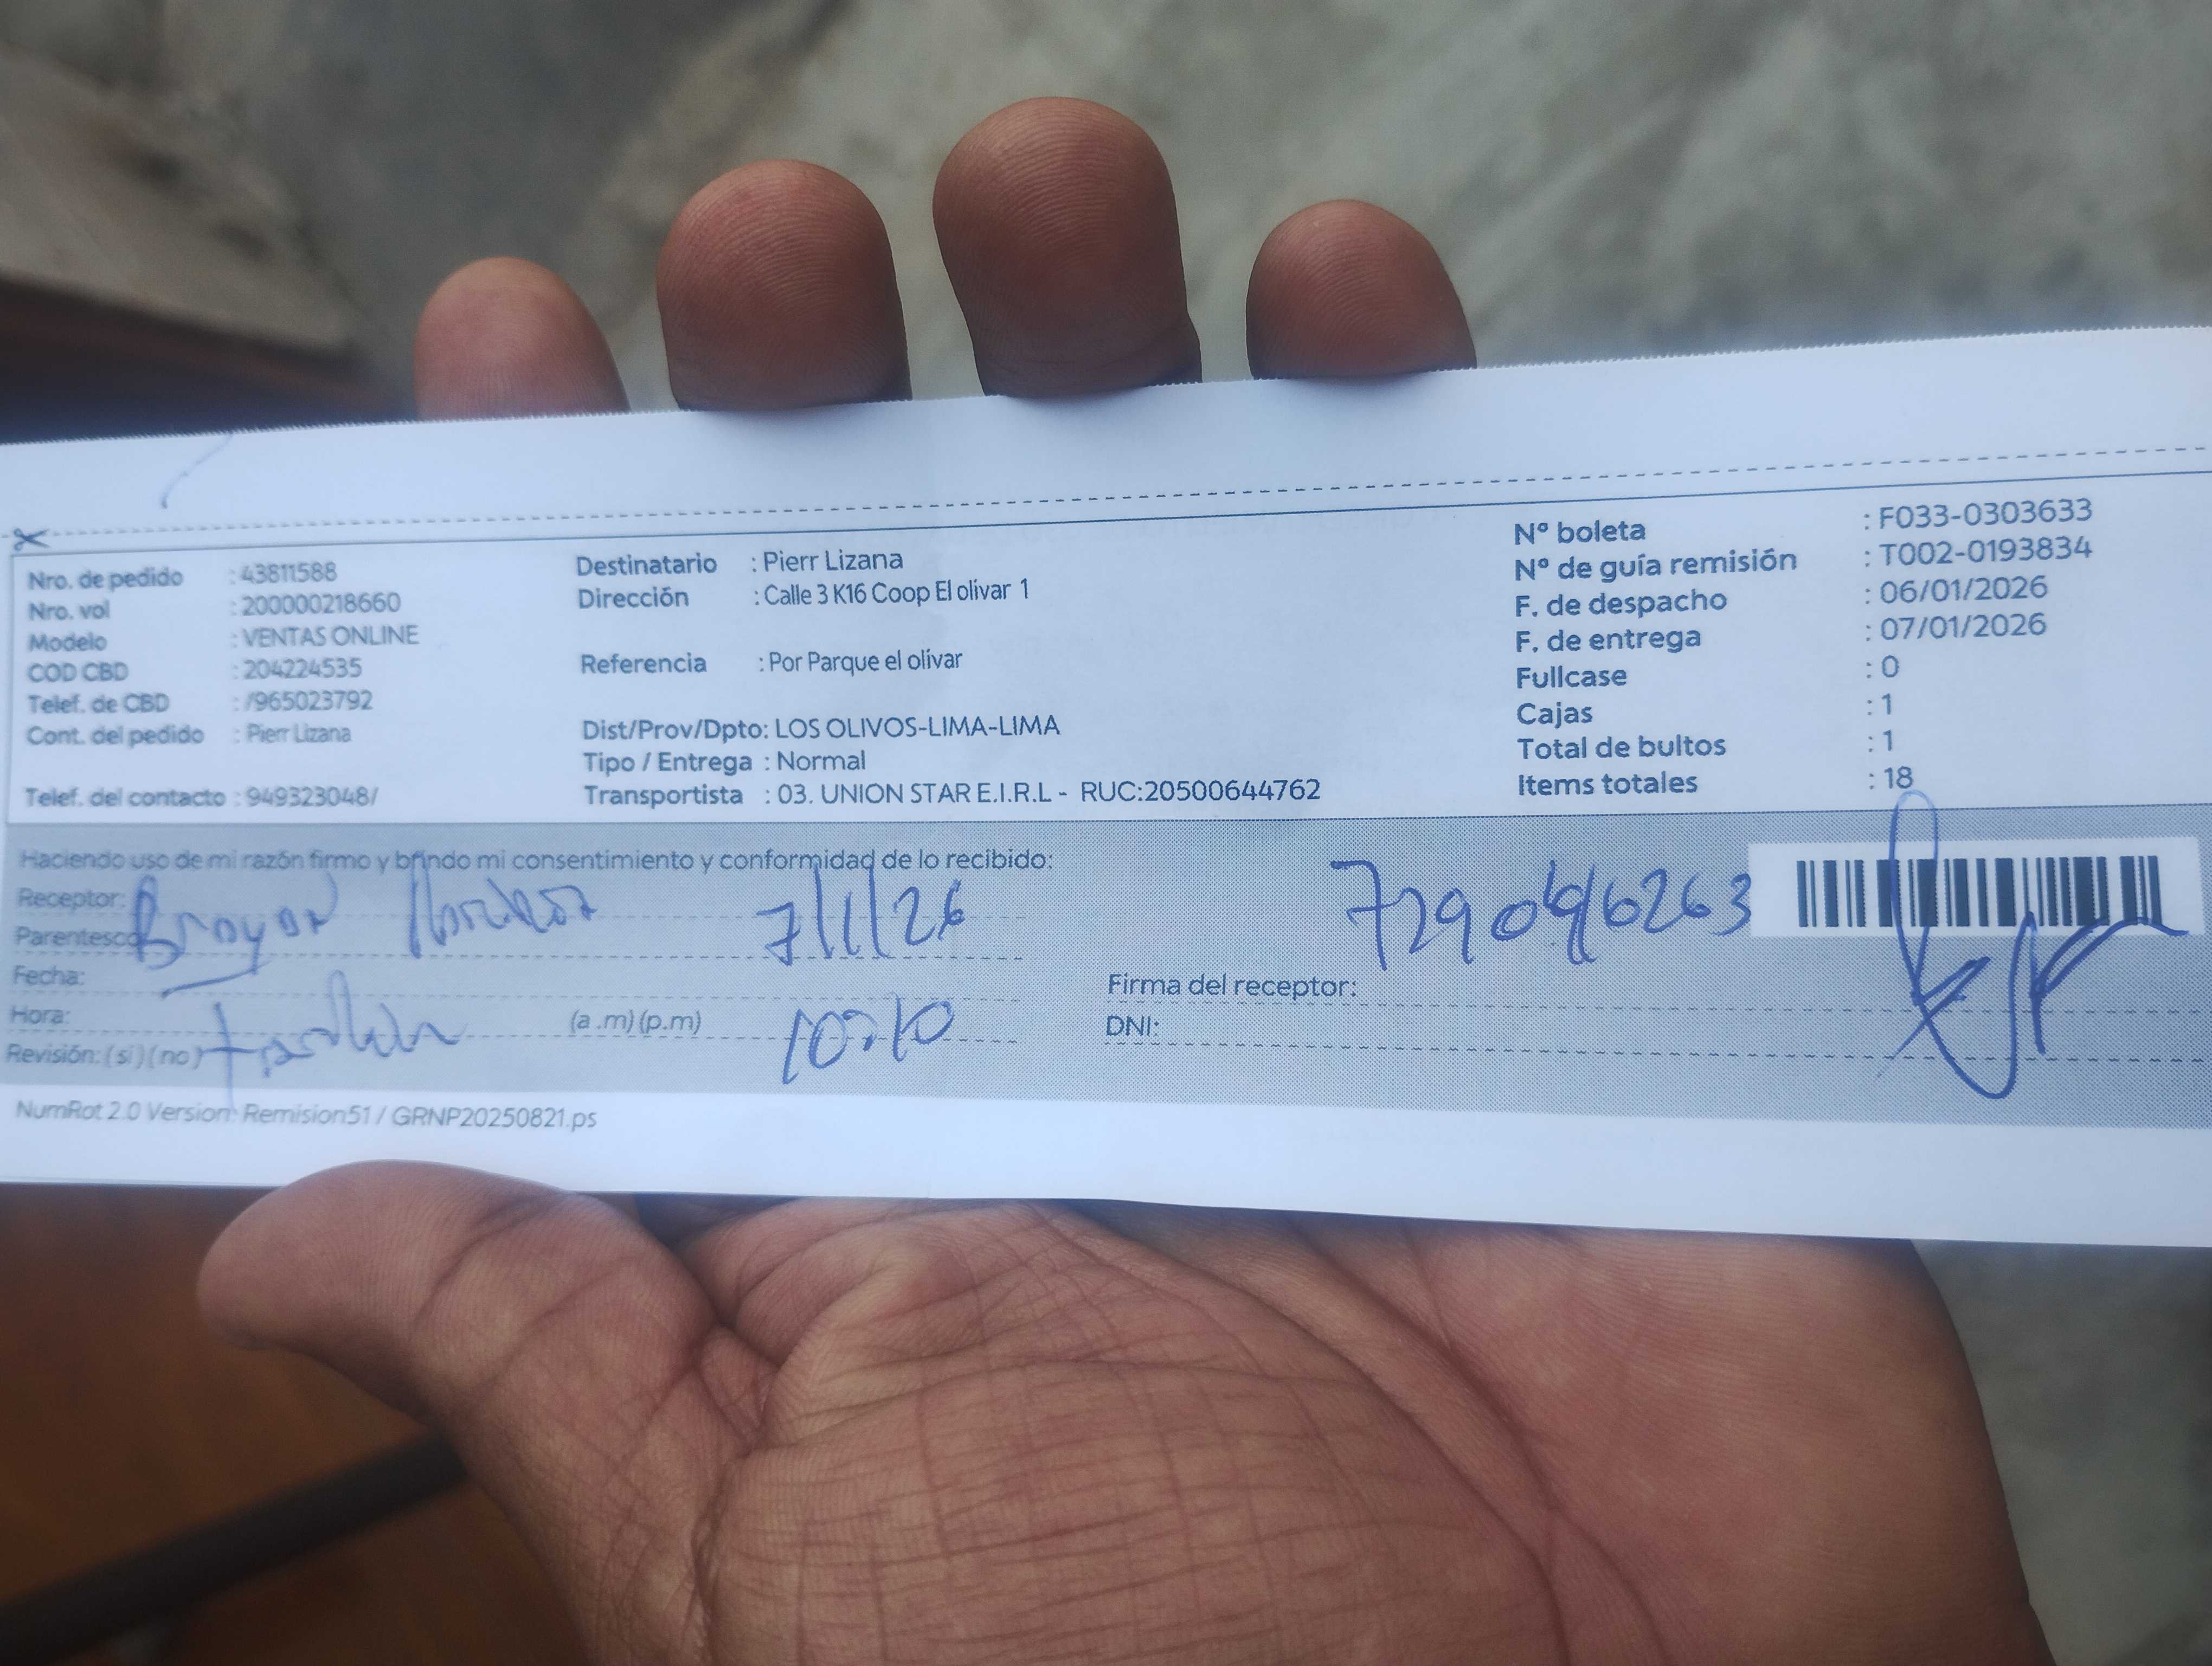 Nro. de pedido : 43811588
Nro. vol : 200000218660
Modelo : VENTAS ONLINE
COD CBD : 204224535
Telef. de CBD : /965023792
Cont. del pedido : Pierr Lizana
Telef. del contacto : 949323048/
Destinatario : Pierr Lizana
Dirección : Calle 3 K16 Coop El olivar 1
Referencia : Por Parque el olivar
Dist/Prov/Dpto: LOS OLIVOS-LIMA-LIMA
Tipo / Entrega : Normal
Transportista : 03. UNION STAR E.I.R.L - RUC:20500644762
Nº boleta : F033-0303633
Nº de guía remisión : T002-0193834
F. de despacho : 06/01/2026
F. de entrega : 07/01/2026
Fullcase : 0
Cajas : 1
Total de bultos : 1
Items totales : 18
Haciendo uso de mi razón firmo y brindo mi consentimiento y conformidad de lo recibido:
Receptor: Brayan 7/1/26
Parentesco:
Fecha:
Hora: (a.m) (p.m) 10:10
Revisión: (si) (no)
Firma del receptor:
DNI:
NumRot 2.0 Version: Remision51 / GRNP20250821.ps